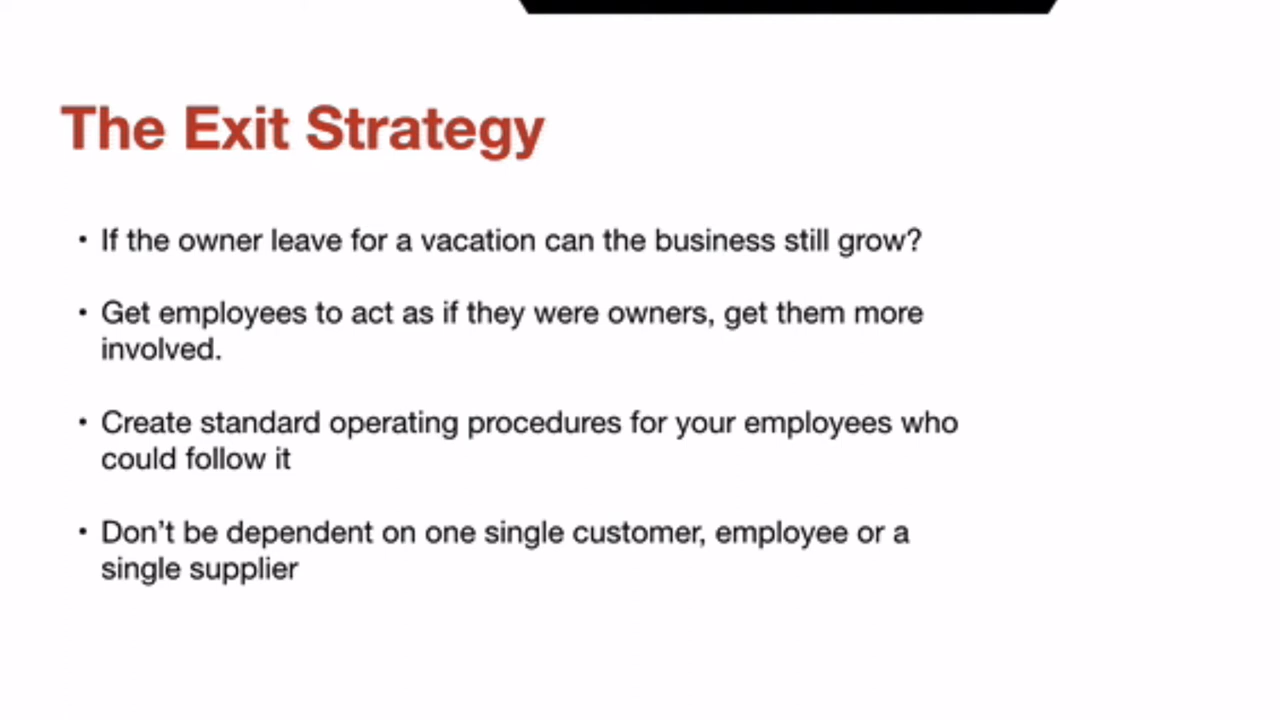 The Exit Strategy
• If the owner leave for a vacation can the business still grow?
• Get employees to act as if they were owners, get them more
involved.
• Create standard operating procedures for your employees who
could follow it
• Don’t be dependent on one single customer, employee or a
single supplier